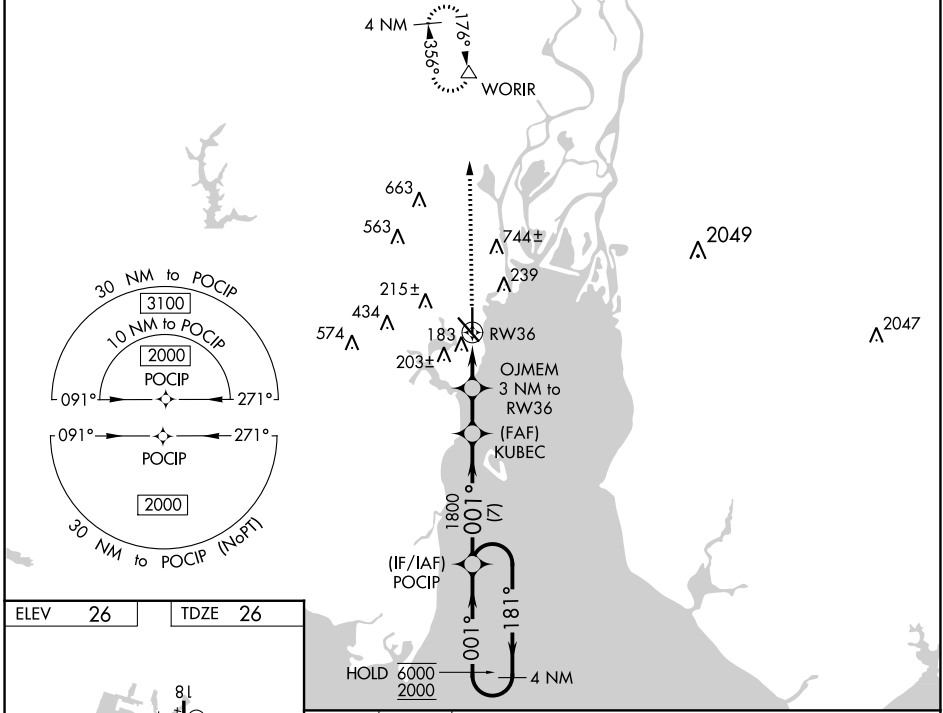 4 NM
176°
356°
WORIR
663
563
744±
2049
239
215±
434
574
183
203±
RW36
2047
OJMEM
3 NM to
RW36
(FAF)
KUBEC
1800
001°
(7)
(IF/IAF)
POCIP
001°
181°
HOLD 6000
2000
4 NM
30 NM to POCIP
3100
10 NM to POCIP
2000
POCIP
091°
271°
091°
271°
POCIP
2000
30 NM to POCIP (NoPT)
ELEV 26
TDZE 26
18